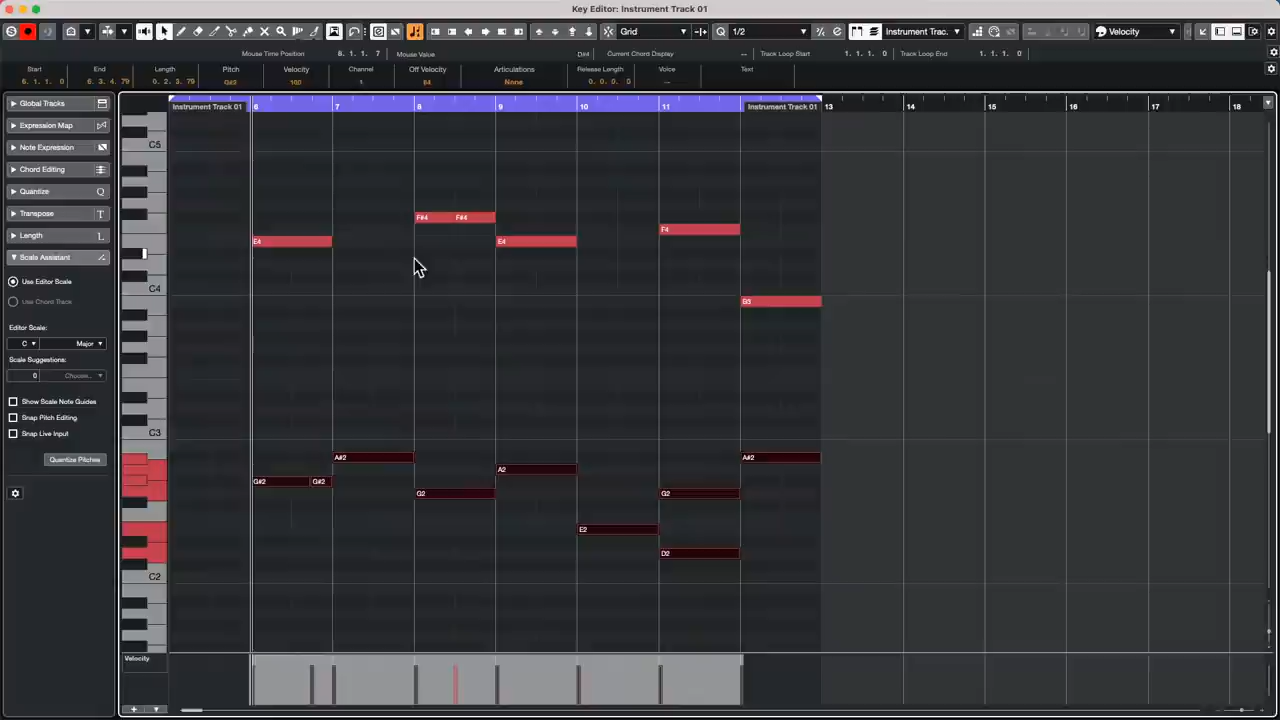 Key Editor: Instrument Track 01
Grid
Q 1/2
Instrument Trac.
Velocity
Mouse Time Position 8. 1. 1. 7 Mouse Value D#4 Current Chord Display -- Track Loop Start 1. 1. 1. 0 Track Loop End 1. 1. 1. 0
Start End Length Pitch Velocity Channel Off Velocity Articulations Release Length Voice Text
6. 1. 1. 0 6. 3. 4. 79 0. 2. 3. 79 G#2 100 1 64 None 0. 0. 0. 0 --
Global Tracks
Expression Map
Note Expression
Chord Editing
Quantize Q
Transpose T
Length L
Scale Assistant
Use Editor Scale
Use Chord Track
Editor Scale:
C Major
Scale Suggestions:
0 Choose...
Show Scale Note Guides
Snap Pitch Editing
Snap Live Input
Quantize Pitches
Instrument Track 01 6 7 8 9 10 11 Instrument Track 01 13 14 15 16 17 18
C5
F#4 F#4
F4
E4 E4
C4
B3
C3
A#2 A#2
A2
G#2 G#2
G2 G2
E2
D2
C2
Velocity